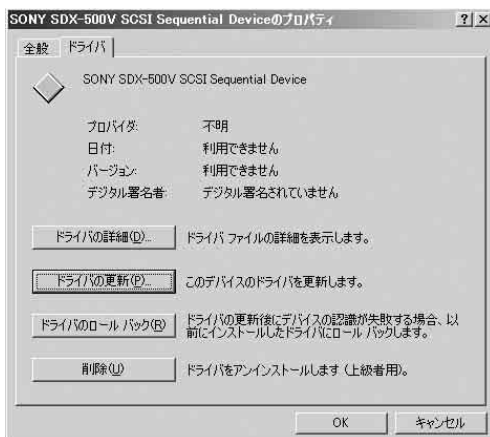 SONY SDX-500V SCSI Sequential Deviceのプロパティ
全般 ドライバ
SONY SDX-500V SCSI Sequential Device
プロバイダ: 不明
日付: 利用できません
バージョン: 利用できません
デジタル署名者: デジタル署名されていません
ドライバの詳細(D)... ドライバ ファイルの詳細を表示します。
ドライバの更新(P)... このデバイスのドライバを更新します。
ドライバのロール バック(R) ドライバの更新後にデバイスの認識が失敗する場合、以
前にインストールしたドライバにロール バックします。
削除(U) ドライバをアンインストールします (上級者用)。
OK キャンセル